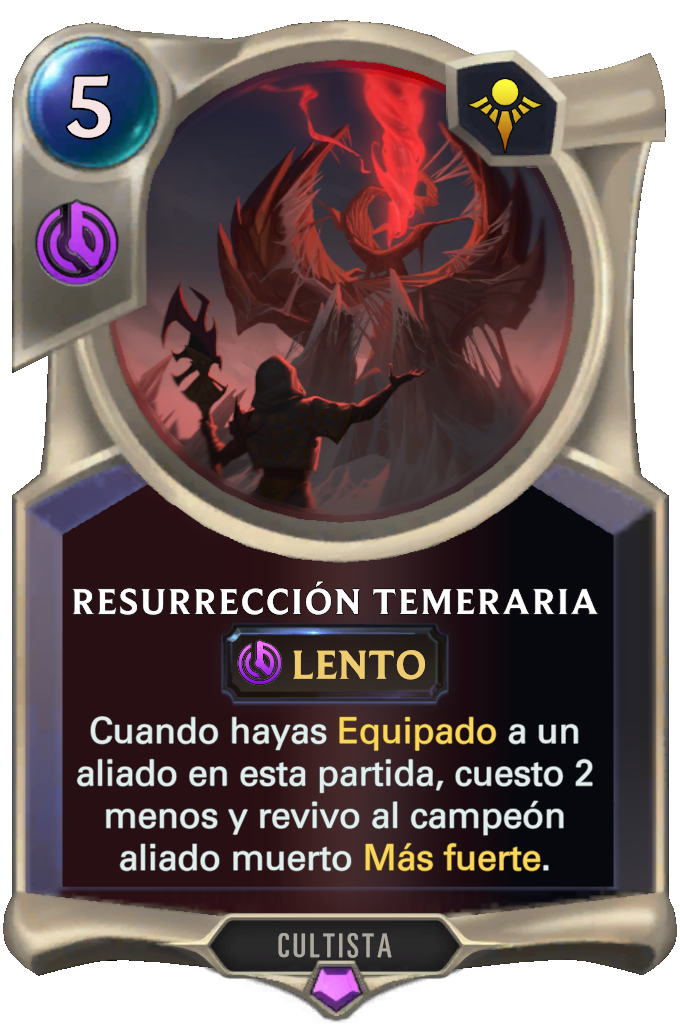 5
RESURRECCIÓN TEMERARIA
LENTO
Cuando hayas Equipado a un
aliado en esta partida, cuesto 2
menos y revivo al campeón
aliado muerto Más fuerte.
CULTISTA